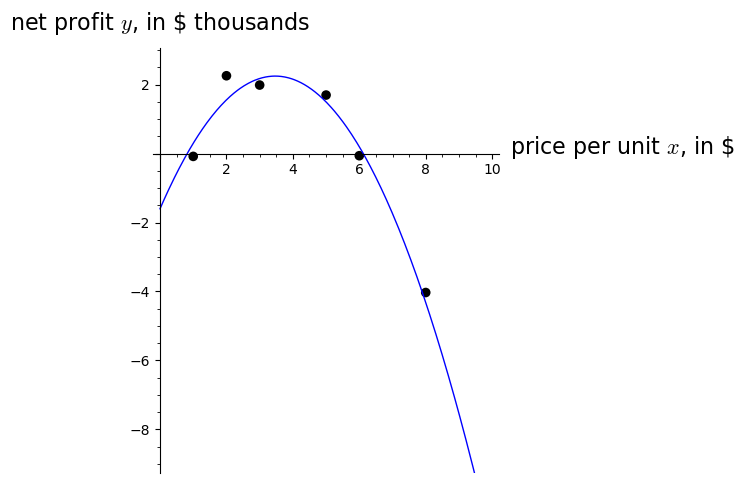 net profit y, in $ thousands
2
price per unit x, in $
2 4 6 8 10
−2
−4
−6
−8